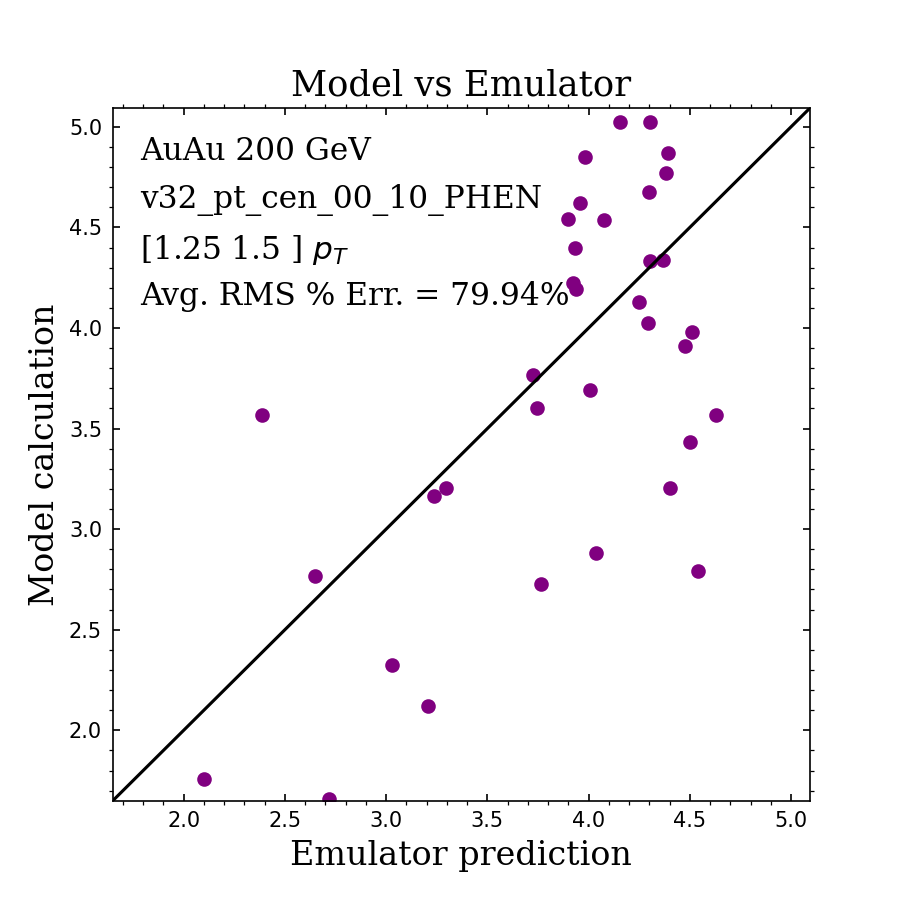 Model vs Emulator
AuAu 200 GeV
v32_pt_cen_00_10_PHEN
[1.25 1.5 ] p_T
Avg. RMS % Err. = 79.94%
Model calculation
5.0
4.5
4.0
3.5
3.0
2.5
2.0
2.0 2.5 3.0 3.5 4.0 4.5 5.0
Emulator prediction